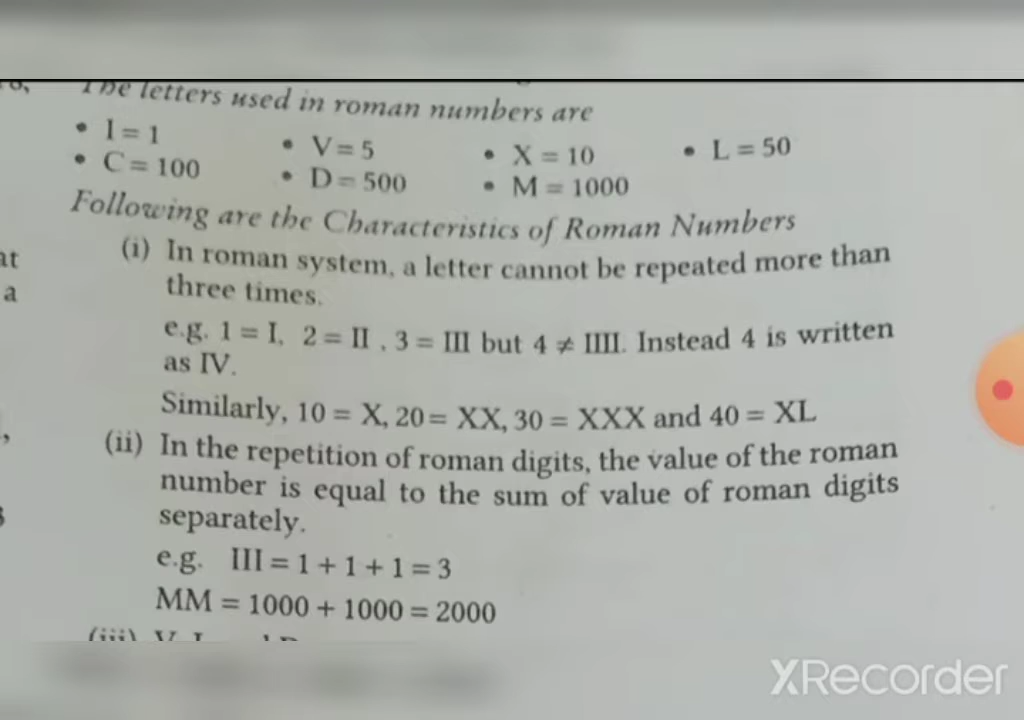 The letters used in roman numbers are
• I = 1 • V = 5 • X = 10 • L = 50
• C = 100 • D = 500 • M = 1000
Following are the Characteristics of Roman Numbers
at
a
(i) In roman system, a letter cannot be repeated more than
three times.
e.g. 1 = I, 2 = II , 3 = III but 4 ≠ IIII. Instead 4 is written
as IV.
Similarly, 10 = X, 20 = XX, 30 = XXX and 40 = XL
(ii) In the repetition of roman digits, the value of the roman
number is equal to the sum of value of roman digits
separately.
e.g. III = 1 + 1 + 1 = 3
MM = 1000 + 1000 = 2000
(iii)
XRecorder